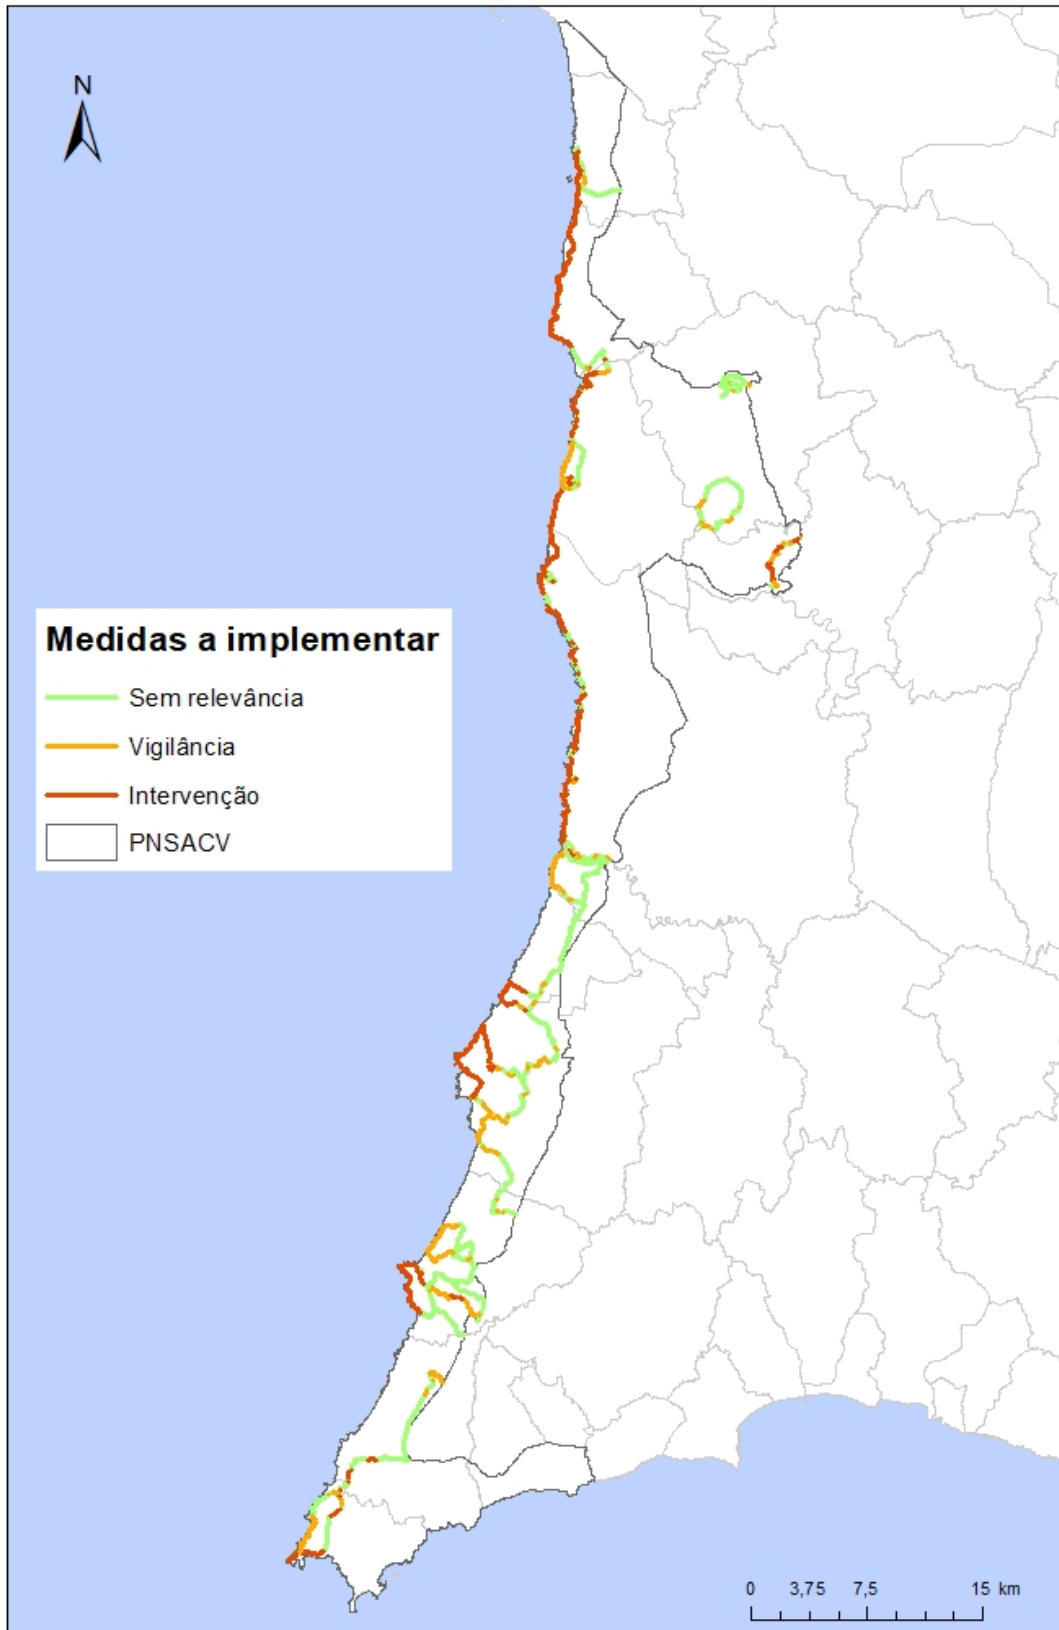 N
Medidas a implementar
Sem relevância
Vigilância
Intervenção
PNSACV
0 3,75 7,5 15 km